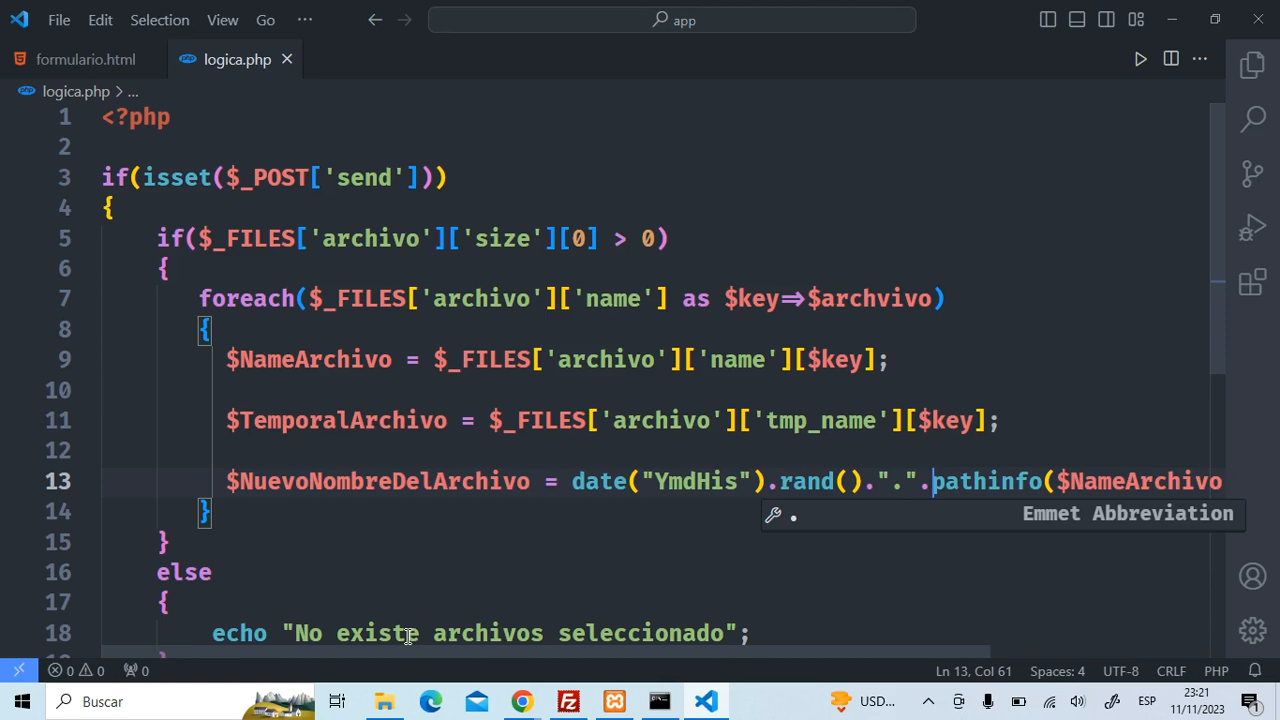 File Edit Selection View Go ··· app
formulario.html logica.php
logica.php > ...
1 <?php
2
3 if(isset($_POST['send']))
4 {
5 if($_FILES['archivo']['size'][0] > 0)
6 {
7 foreach($_FILES['archivo']['name'] as $key=>$archvivo)
8 {
9 $NameArchivo = $_FILES['archivo']['name'][$key];
10
11 $TemporalArchivo = $_FILES['archivo']['tmp_name'][$key];
12
13 $NuevoNombreDelArchivo = date("YmdHis").rand().".".pathinfo($NameArchivo
. Emmet Abbreviation
14 }
15 }
16 else
17 {
18 echo "No existe archivos seleccionado";
0 0 0 Ln 13, Col 61 Spaces: 4 UTF-8 CRLF PHP
Buscar USD... ESP 23:21
11/11/2023